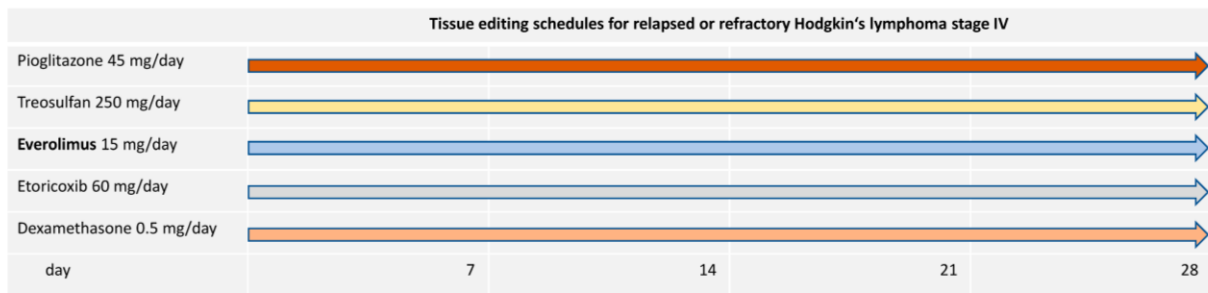 Tissue editing schedules for relapsed or refractory Hodgkin‘s lymphoma stage IV
Pioglitazone 45 mg/day
Treosulfan 250 mg/day
Everolimus 15 mg/day
Etoricoxib 60 mg/day
Dexamethasone 0.5 mg/day
day 7 14 21 28